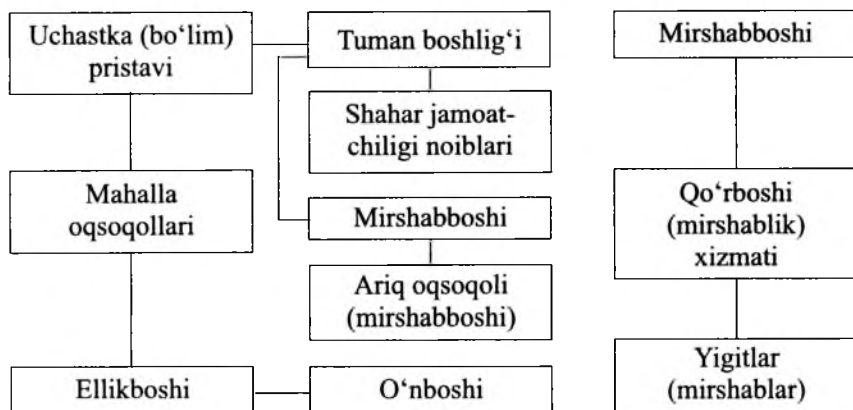 Uchastka (bo‘lim)
pristavi
Tuman boshlig‘i
Mirshabboshi
Shahar jamoat-
chiligi noiblari
Mahalla
oqsoqollari
Mirshabboshi
Qo‘rboshi
(mirshablik)
xizmati
Ariq oqsoqoli
(mirshabboshi)
Ellikboshi
O‘nboshi
Yigitlar
(mirshablar)